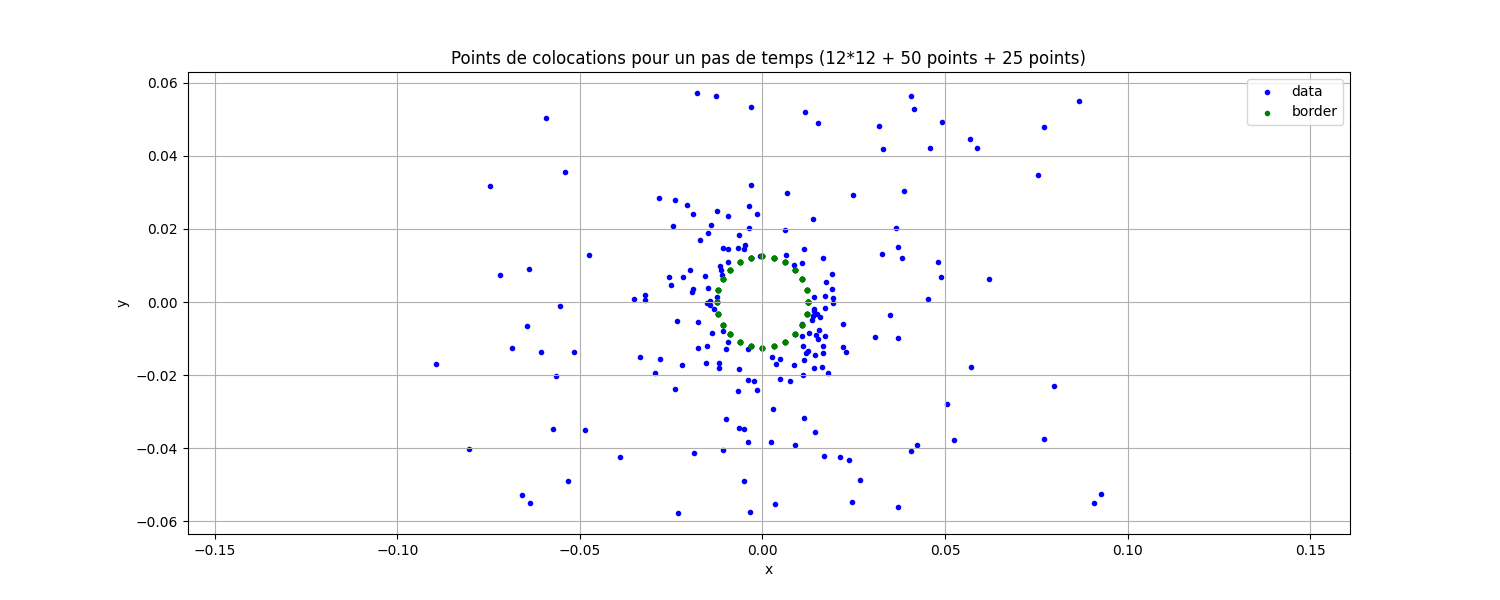 Points de colocations pour un pas de temps (12*12 + 50 points + 25 points)
data
border
0.06
0.04
0.02
0.00
−0.02
−0.04
−0.06
y
−0.15
−0.10
−0.05
0.00
0.05
0.10
0.15
x